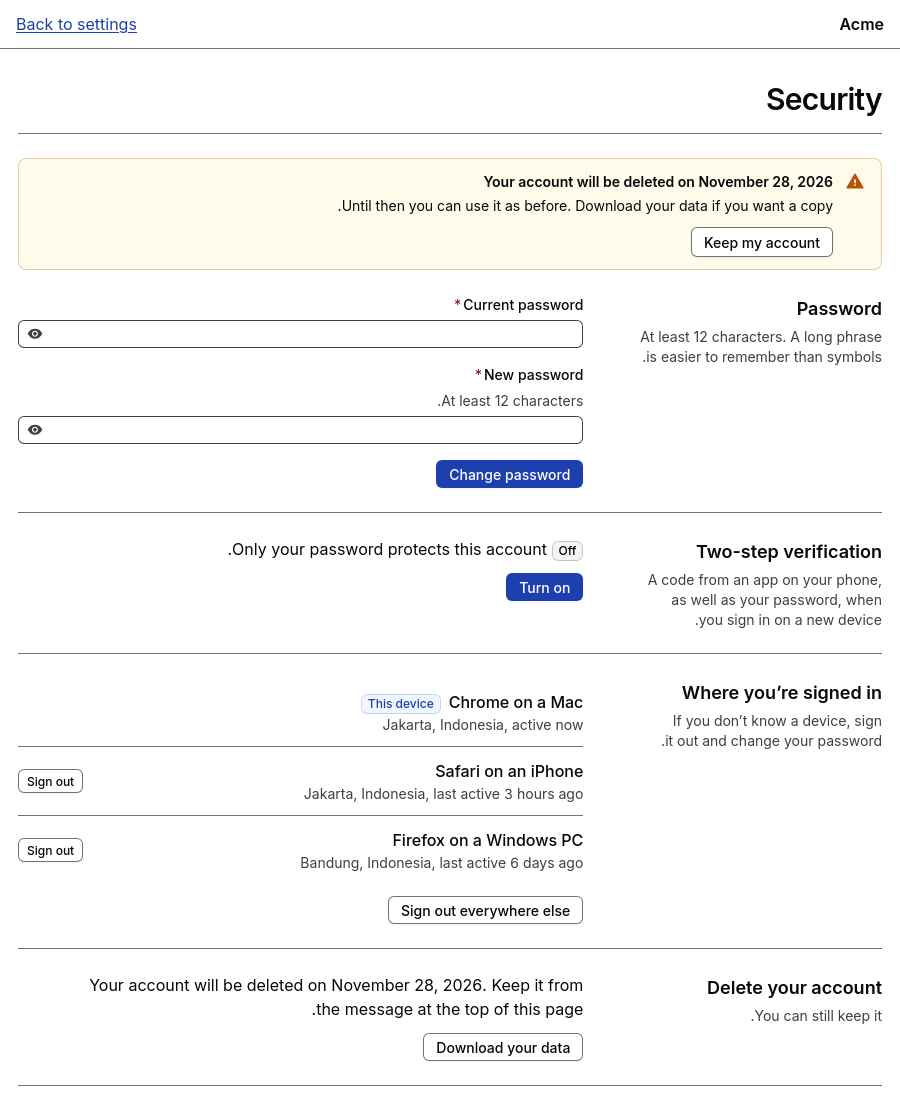 Acme
Back to settings
Security
Your account will be deleted on November 28, 2026
.Until then you can use it as before. Download your data if you want a copy
Keep my account
Password
At least 12 characters. A long phrase
.is easier to remember than symbols
*Current password
*New password
.At least 12 characters
Change password
Two-step verification
A code from an app on your phone,
as well as your password, when
.you sign in on a new device
.Only your password protects this account Off
Turn on
Where you’re signed in
If you don’t know a device, sign
.it out and change your password
This device Chrome on a Mac
Jakarta, Indonesia, active now
Safari on an iPhone
Jakarta, Indonesia, last active 3 hours ago
Sign out
Firefox on a Windows PC
Bandung, Indonesia, last active 6 days ago
Sign out
Sign out everywhere else
Delete your account
.You can still keep it
Your account will be deleted on November 28, 2026. Keep it from
.the message at the top of this page
Download your data